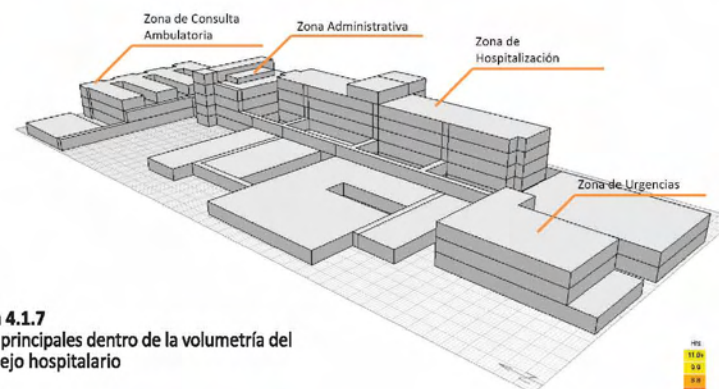 Zona de Consulta
Ambulatoria
Zona Administrativa
Zona de
Hospitalización
Zona de Urgencias
4.1.7
principales dentro de la volumetría del
ejo hospitalario
Hrs